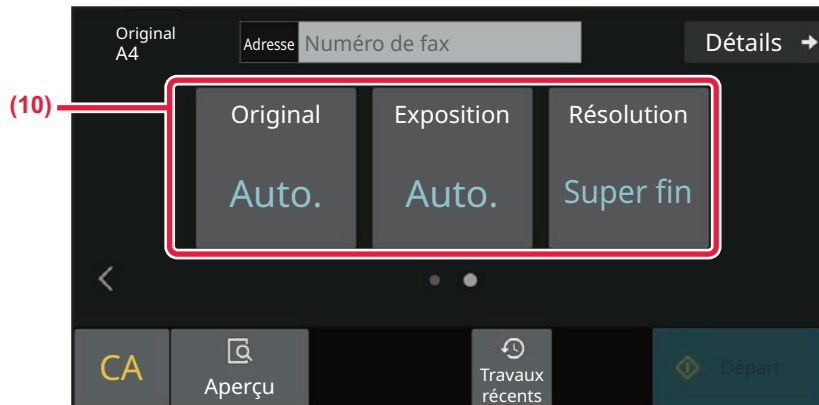 Original
A4
Adresse Numéro de fax
Détails
(10)
Original Exposition Résolution
Auto. Auto. Super fin
CA
Aperçu
Travaux
récents
Départ